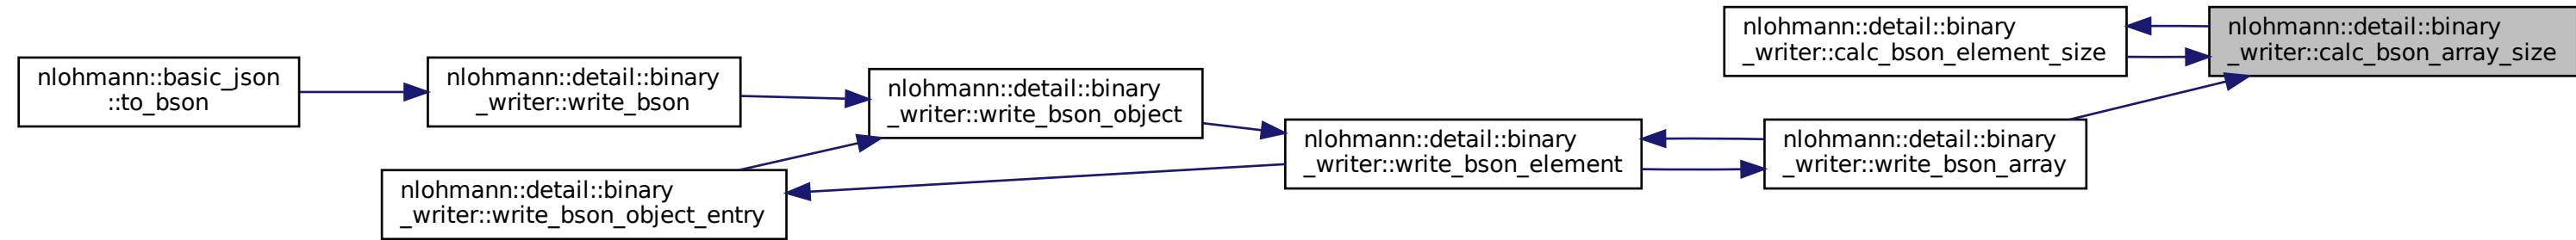 nlohmann::basic_json
::to_bson
nlohmann::detail::binary
_writer::write_bson
nlohmann::detail::binary
_writer::write_bson_object
nlohmann::detail::binary
_writer::write_bson_object_entry
nlohmann::detail::binary
_writer::write_bson_element
nlohmann::detail::binary
_writer::calc_bson_element_size
nlohmann::detail::binary
_writer::write_bson_array
nlohmann::detail::binary
_writer::calc_bson_array_size